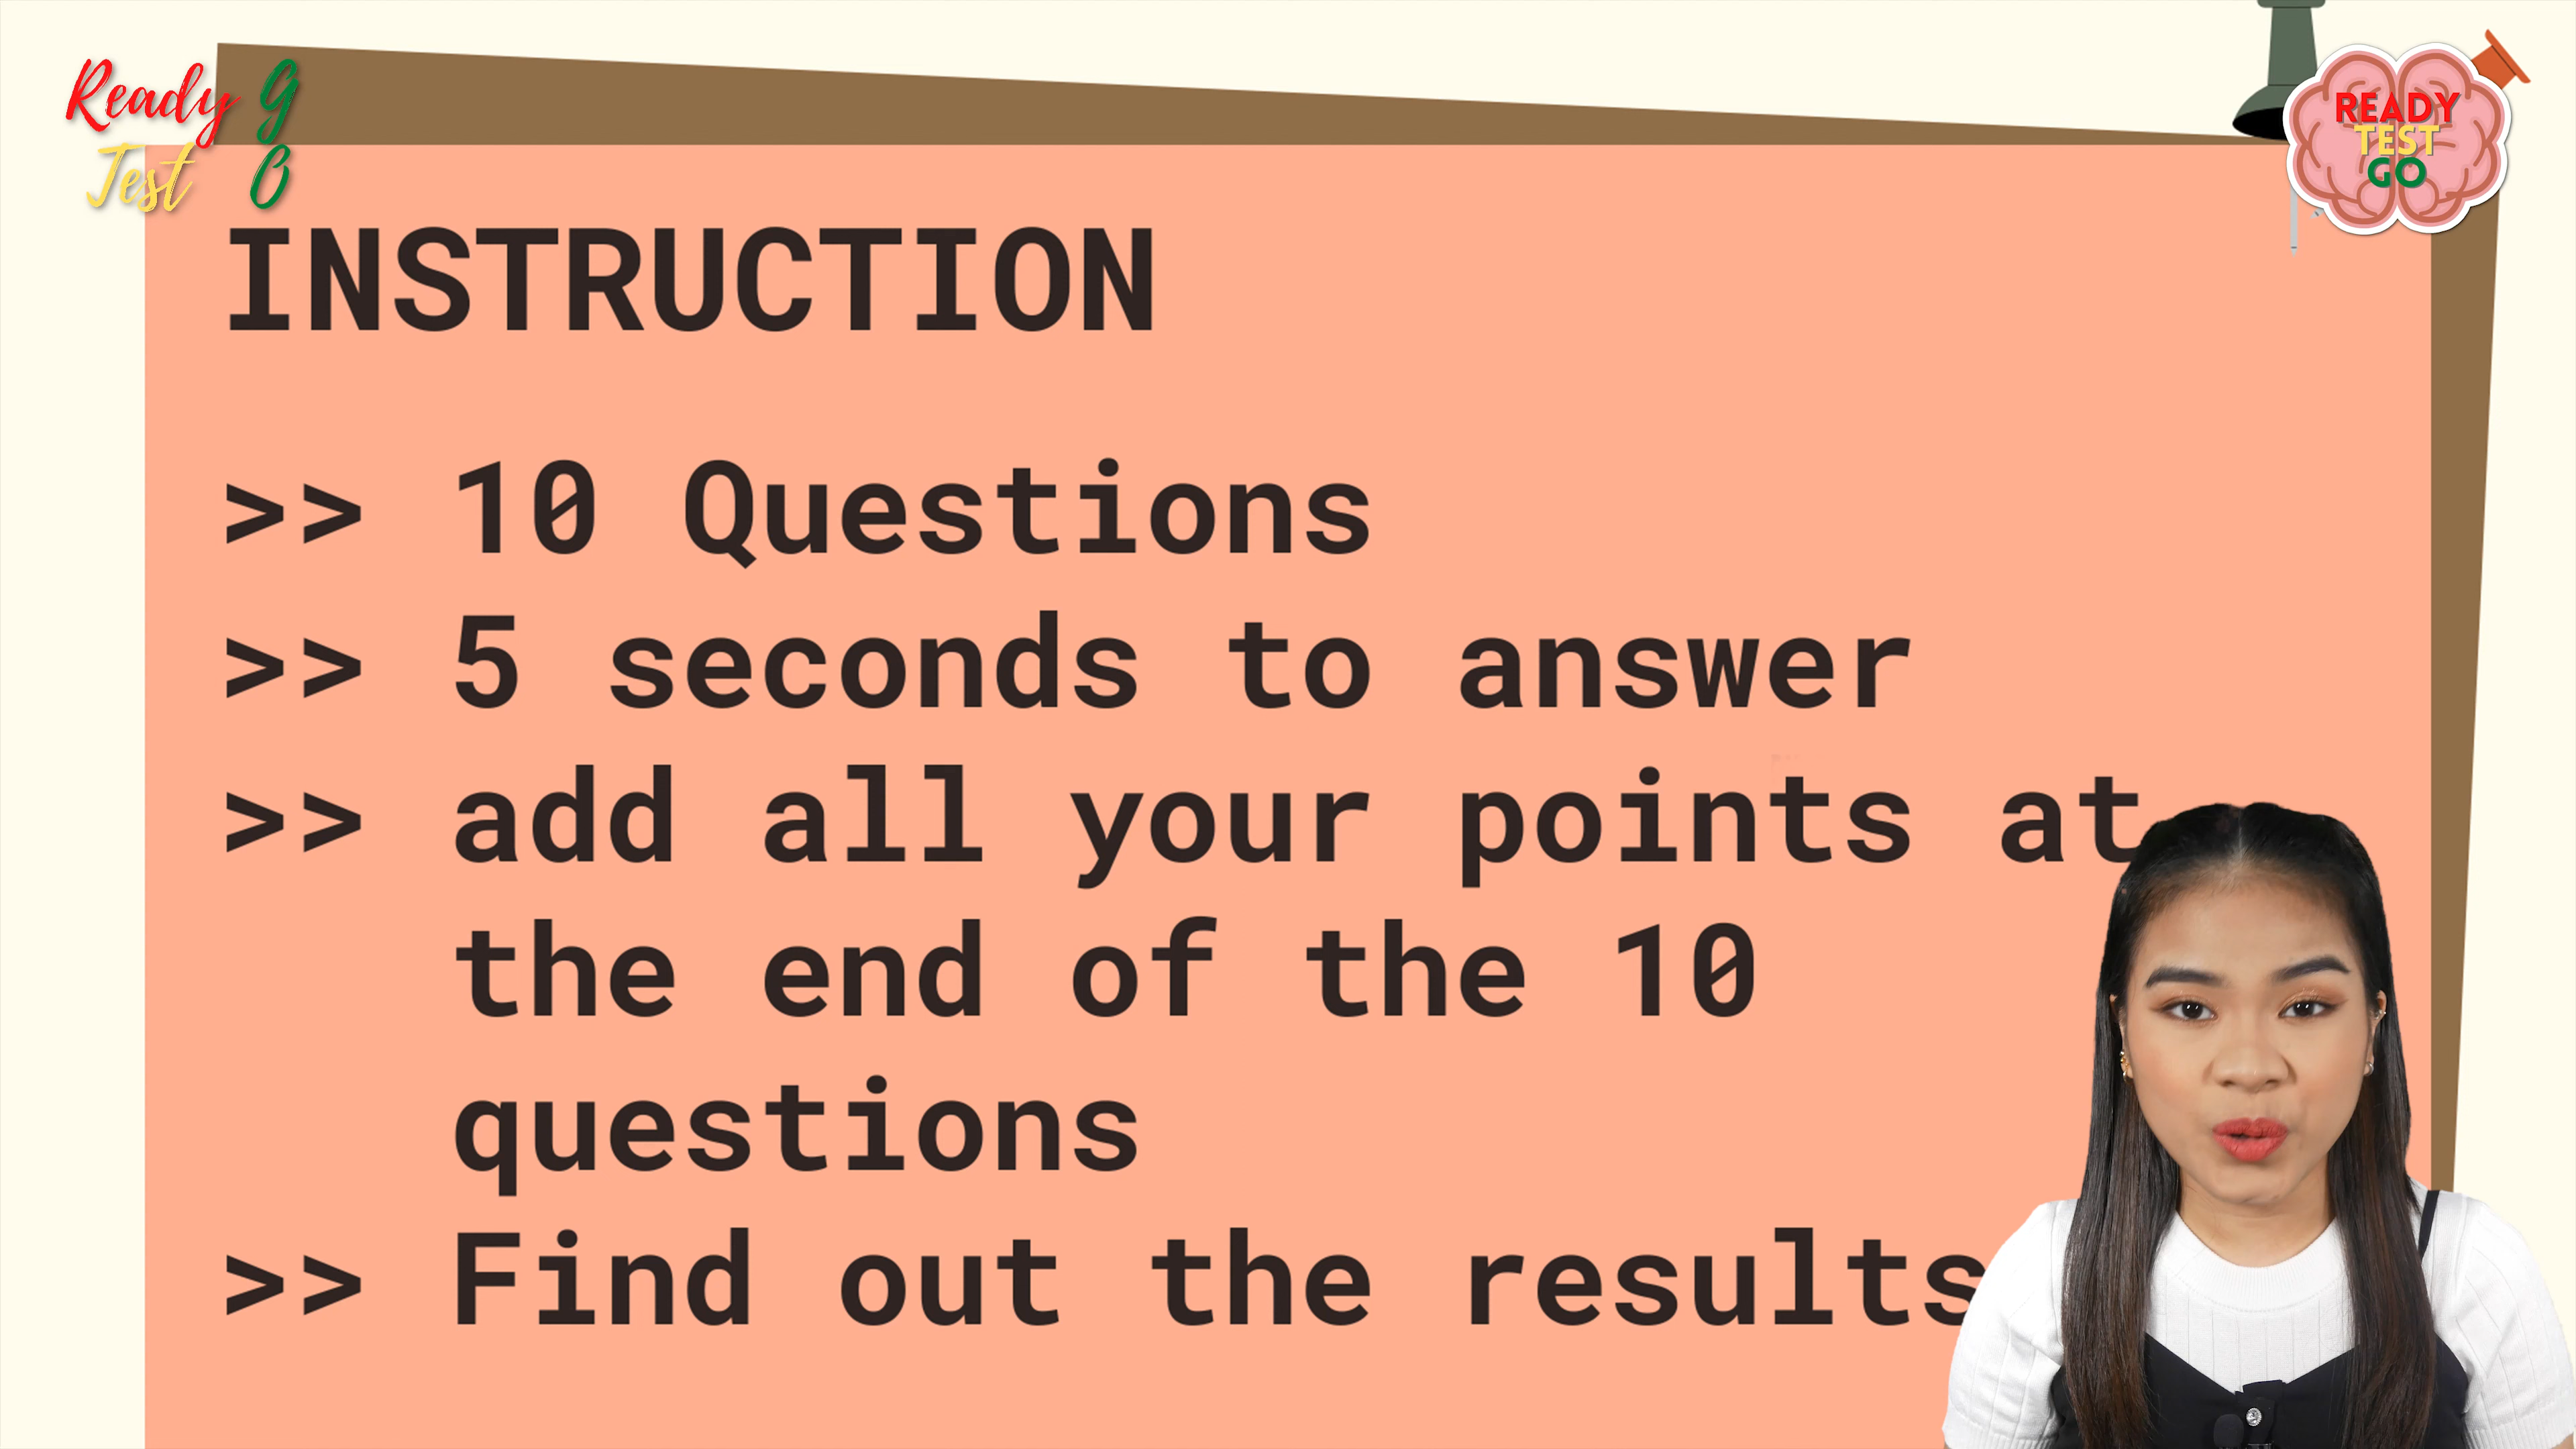 Ready G
Test O
READY
TEST
GO
INSTRUCTION
>> 10 Questions
>> 5 seconds to answer
>> add all your points at
the end of the 10
questions
>> Find out the results